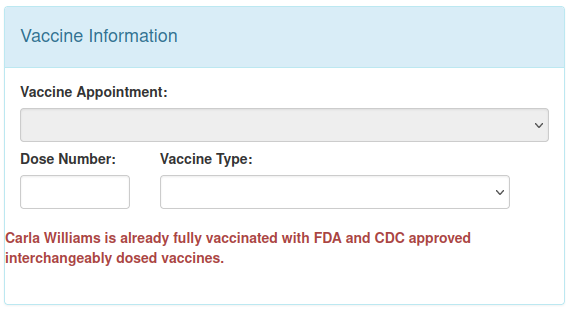 Vaccine Information
Vaccine Appointment:
Dose Number:
Vaccine Type:
Carla Williams is already fully vaccinated with FDA and CDC approved
interchangeably dosed vaccines.